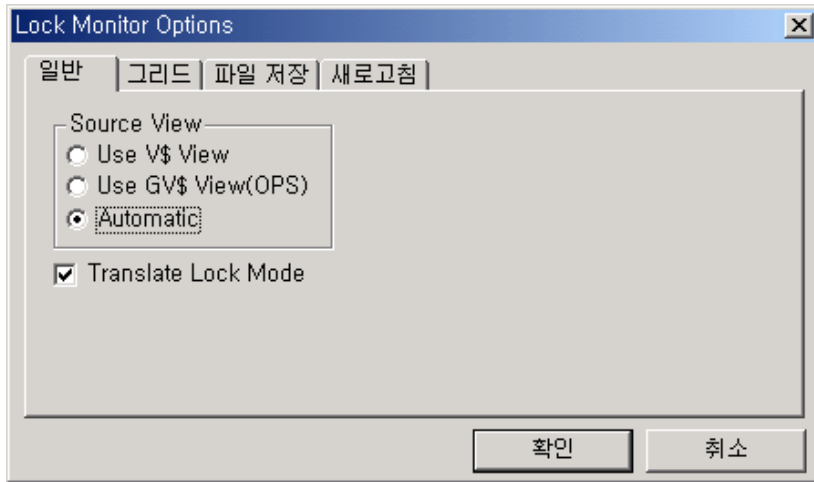 Lock Monitor Options
일반 그리드 파일 저장 새로고침
Source View
Use V$ View
Use GV$ View(OPS)
Automatic
Translate Lock Mode
확인 취소